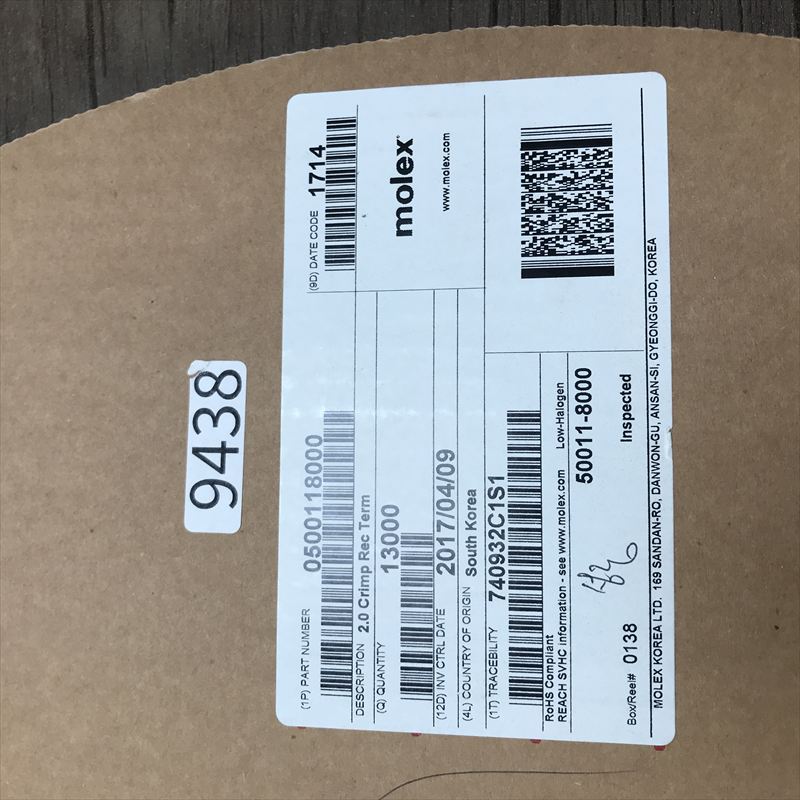 9438
(1P) PART NUMBER 0500118000
(9D) DATE CODE 1714
DESCRIPTION 2.0 Crimp Rec Term
(Q) QUANTITY 13000
molex
www.molex.com
(12D) INV CTRL DATE 2017/04/09
(4L) COUNTRY OF ORIGIN South Korea
(1T) TRACEBILITY 740932C1S1
RoHS Compliant
REACH SVHC Information - see www.molex.com Low-Halogen
50011-8000
Box/Reel# 0138 Inspected
MOLEX KOREA LTD. 169 SANDAN-RO, DANWON-GU, ANSAN-SI, GYEONGGI-DO, KOREA